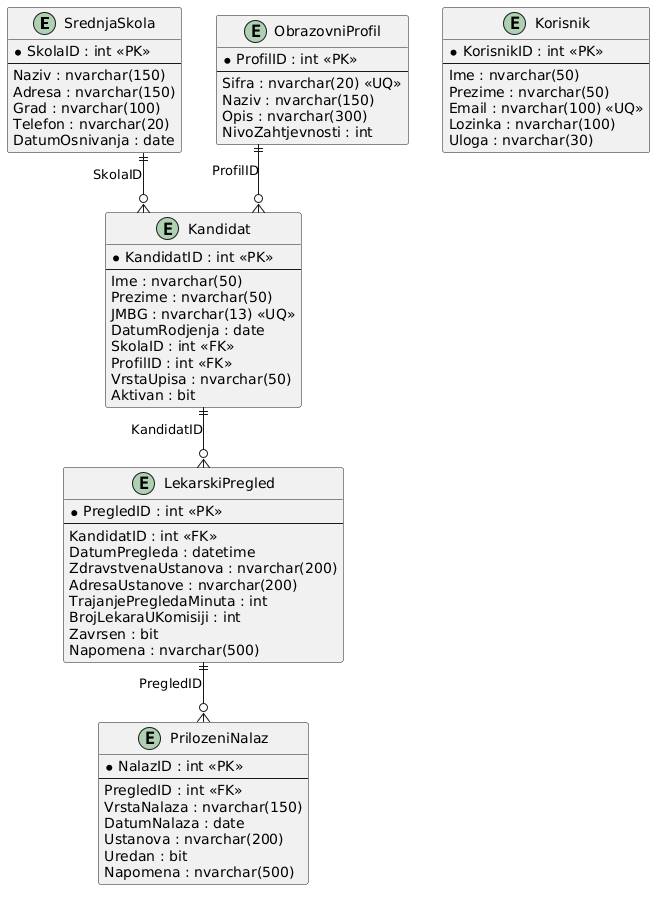 E SrednjaSkola
SkolaID : int «PK»
Naziv : nvarchar(150)
Adresa : nvarchar(150)
Grad : nvarchar(100)
Telefon : nvarchar(20)
DatumOsnivanja : date
E ObrazovniProfil
ProfilID : int «PK»
Sifra : nvarchar(20) «UQ»
Naziv : nvarchar(150)
Opis : nvarchar(300)
NivoZahtjevnosti : int
E Korisnik
KorisnikID : int «PK»
Ime : nvarchar(50)
Prezime : nvarchar(50)
Email : nvarchar(100) «UQ»
Lozinka : nvarchar(100)
Uloga : nvarchar(30)
SkolaID
ProfilID
E Kandidat
KandidatID : int «PK»
Ime : nvarchar(50)
Prezime : nvarchar(50)
JMBG : nvarchar(13) «UQ»
DatumRodjenja : date
SkolaID : int «FK»
ProfilID : int «FK»
VrstaUpisa : nvarchar(50)
Aktivan : bit
KandidatID
E LekarskiPregled
PregledID : int «PK»
KandidatID : int «FK»
DatumPregleda : datetime
ZdravstvenaUstanova : nvarchar(200)
AdresaUstanove : nvarchar(200)
TrajanjePregledaMinuta : int
BrojLekaraUKomisiji : int
Zavrsen : bit
Napomena : nvarchar(500)
PregledID
E PrilozeniNalaz
NalazID : int «PK»
PregledID : int «FK»
VrstaNalaza : nvarchar(150)
DatumNalaza : date
Ustanova : nvarchar(200)
Uredan : bit
Napomena : nvarchar(500)